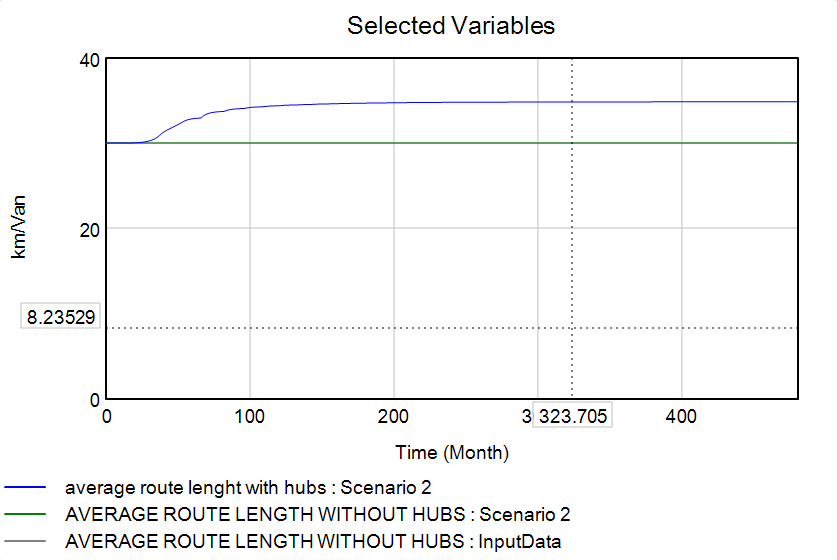 Selected Variables
40
km/Van
20
8.23529
0
0 100 200 3 323.705 400
Time (Month)
average route lenght with hubs : Scenario 2
AVERAGE ROUTE LENGTH WITHOUT HUBS : Scenario 2
AVERAGE ROUTE LENGTH WITHOUT HUBS : InputData